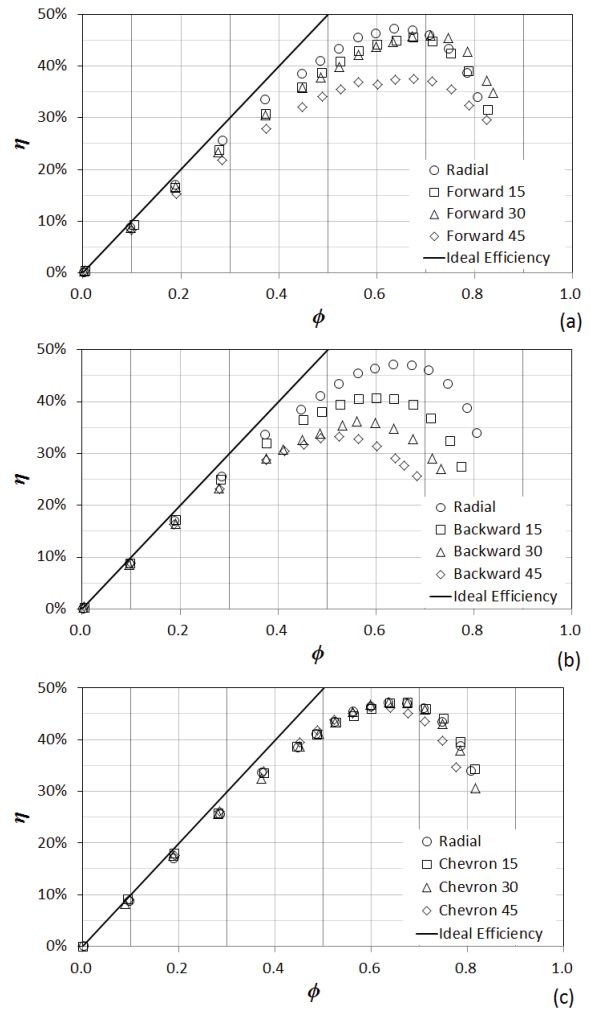 50%
40%
30%
η
20%
10%
0%
Radial
Forward 15
Forward 30
Forward 45
Ideal Efficiency
0.0 0.2 0.4 0.6 0.8 1.0
ϕ
(a)
50%
40%
30%
η
20%
10%
0%
Radial
Backward 15
Backward 30
Backward 45
Ideal Efficiency
0.0 0.2 0.4 0.6 0.8 1.0
ϕ
(b)
50%
40%
30%
η
20%
10%
0%
Radial
Chevron 15
Chevron 30
Chevron 45
Ideal Efficiency
0.0 0.2 0.4 0.6 0.8 1.0
ϕ
(c)